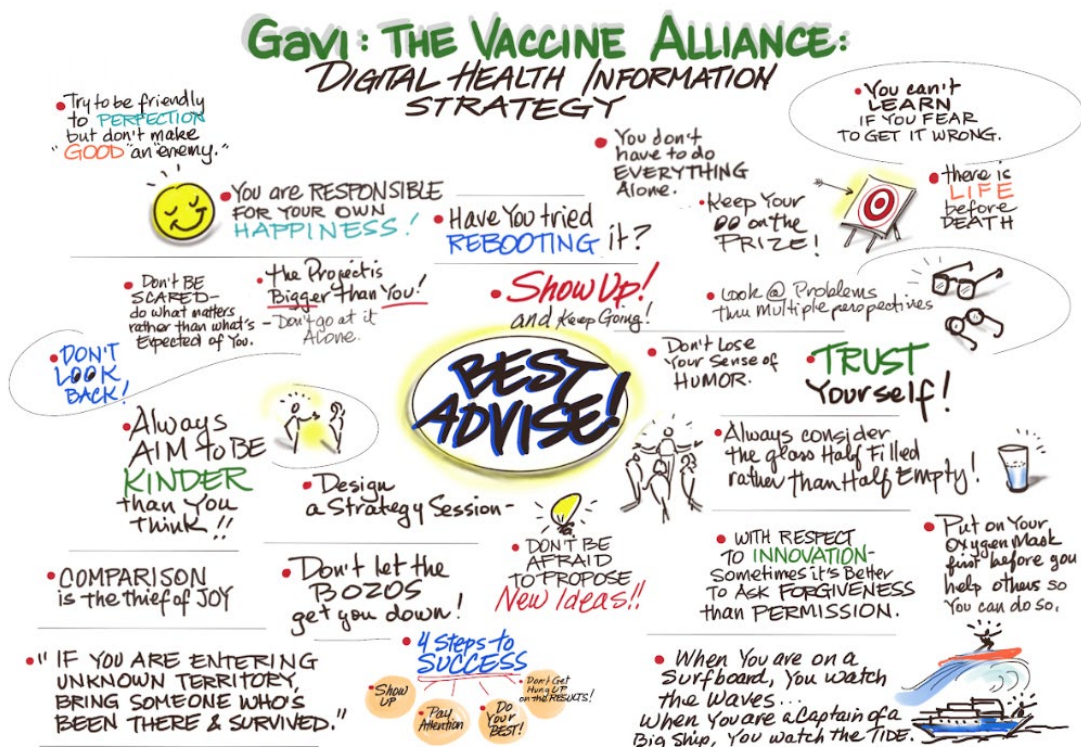 Gavi: THE VACCINE ALLIANCE:
DIGITAL HEALTH INFORMATION
STRATEGY
• Try to be friendly
to PERFECTION
but don't make
"GOOD" an "enemy."
• You can't
LEARN
IF YOU FEAR
TO GET IT WRONG.
• You are RESPONSIBLE
FOR YOUR OWN
HAPPINESS!
• Have You tried
REBOOTING it?
• You don't
have to do
EVERYTHING
Alone.
• Keep Your
on the
PRIZE!
• there is
LIFE
before
DEATH
• Don't BE
SCARED-
do what matters
rather than what's
Expected of You.
• the Project is
Bigger than You!
- Don't go at it
Alone.
• Show Up!
and Keep Going!
• Look @ Problems
thru multiple perspectives
• DON'T
LOOK
BACK!
BEST
ADVISE!
• Don't Lose
Your Sense of
HUMOR.
• TRUST
Yourself!
• Always
AIM to BE
KINDER
than You
Think!!
• Design
a Strategy Session-
• Always consider
the glass Half Filled
rather than Half Empty!
• COMPARISON
is the thief of JOY
• Don't let the
BOZOS
get you down!
• DON'T BE
AFRAID
TO PROPOSE
New Ideas!!
• WITH RESPECT
TO INNOVATION-
Sometimes it's Better
To Ask FORGIVENESS
than PERMISSION.
• Put on Your
Oxygen Mask
first before you
help others so
You can do so.
• "IF YOU ARE ENTERING
UNKNOWN TERRITORY,
BRING SOMEONE WHO'S
BEEN THERE & SURVIVED."
• 4 Steps to
SUCCESS
• Show
UP
• Pay
Attention
• Do
Your
BEST!
• Don't Get
Hung UP
on the RESULTS!
• When You are on a
Surfboard, You watch
the Waves...
When You are a Captain of a
Big Ship, You watch the TIDE.